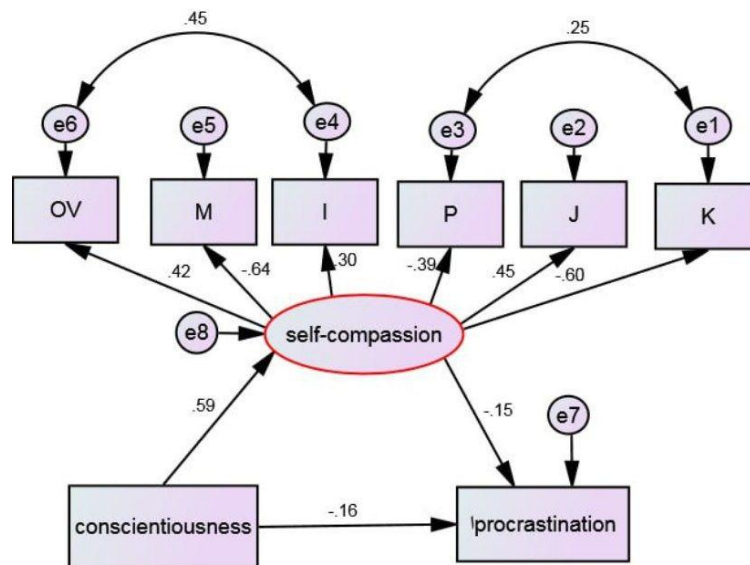 .45
.25
e6
e5
e4
e3
e2
e1
OV
M
I
P
J
K
.42
-.64
.30
-.39
.45
-.60
e8
self-compassion
.59
-.15
e7
conscientiousness
-.16
\procrastination